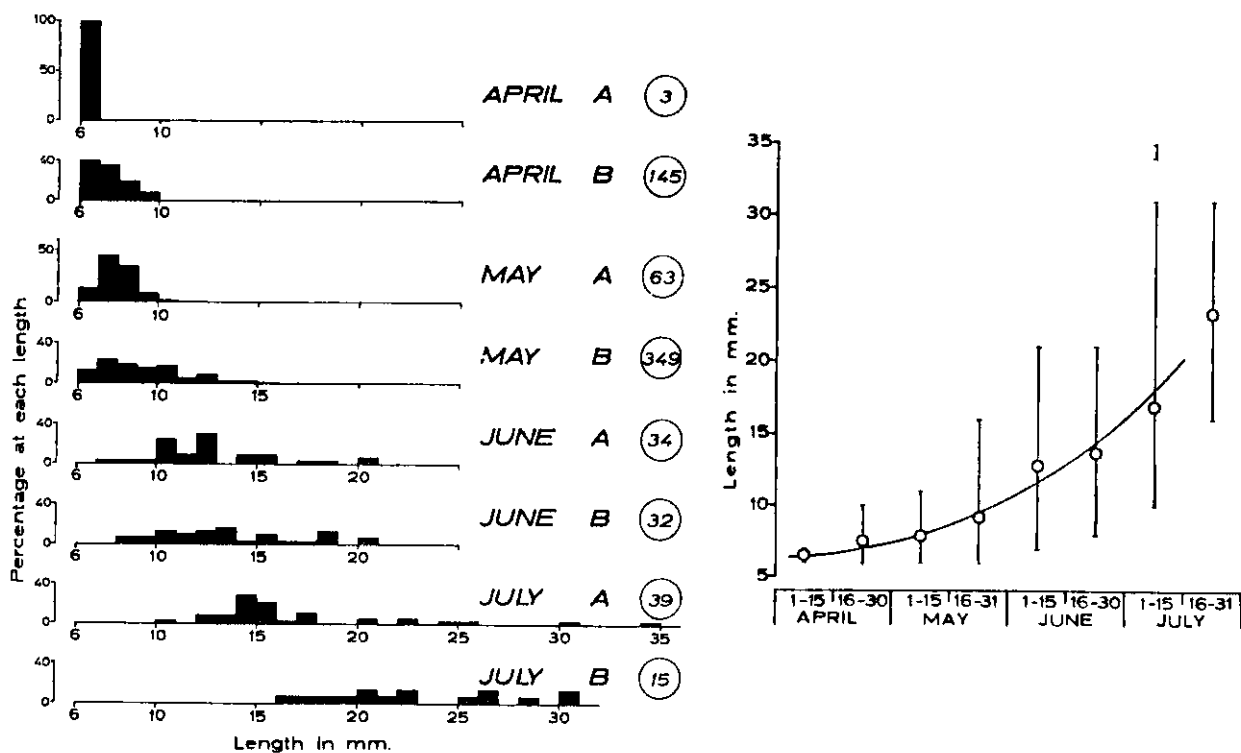 Percentage at each length
100
50
0
6 10
APRIL A 3
40
0
6 10
APRIL B 145
50
0
6 10
MAY A 63
40
0
6 10 15
MAY B 349
40
0
10 15 20
JUNE A 34
40
0
10 15 20
JUNE B 32
40
0
10 15 20 25 30 35
JULY A 39
40
0
10 15 20 25 30
JULY B 15
Length in mm.
Length in mm.
35
30
25
20
15
10
5
1-15 16-30 1-15 16-31 1-15 16-30 1-15 16-31
APRIL MAY JUNE JULY